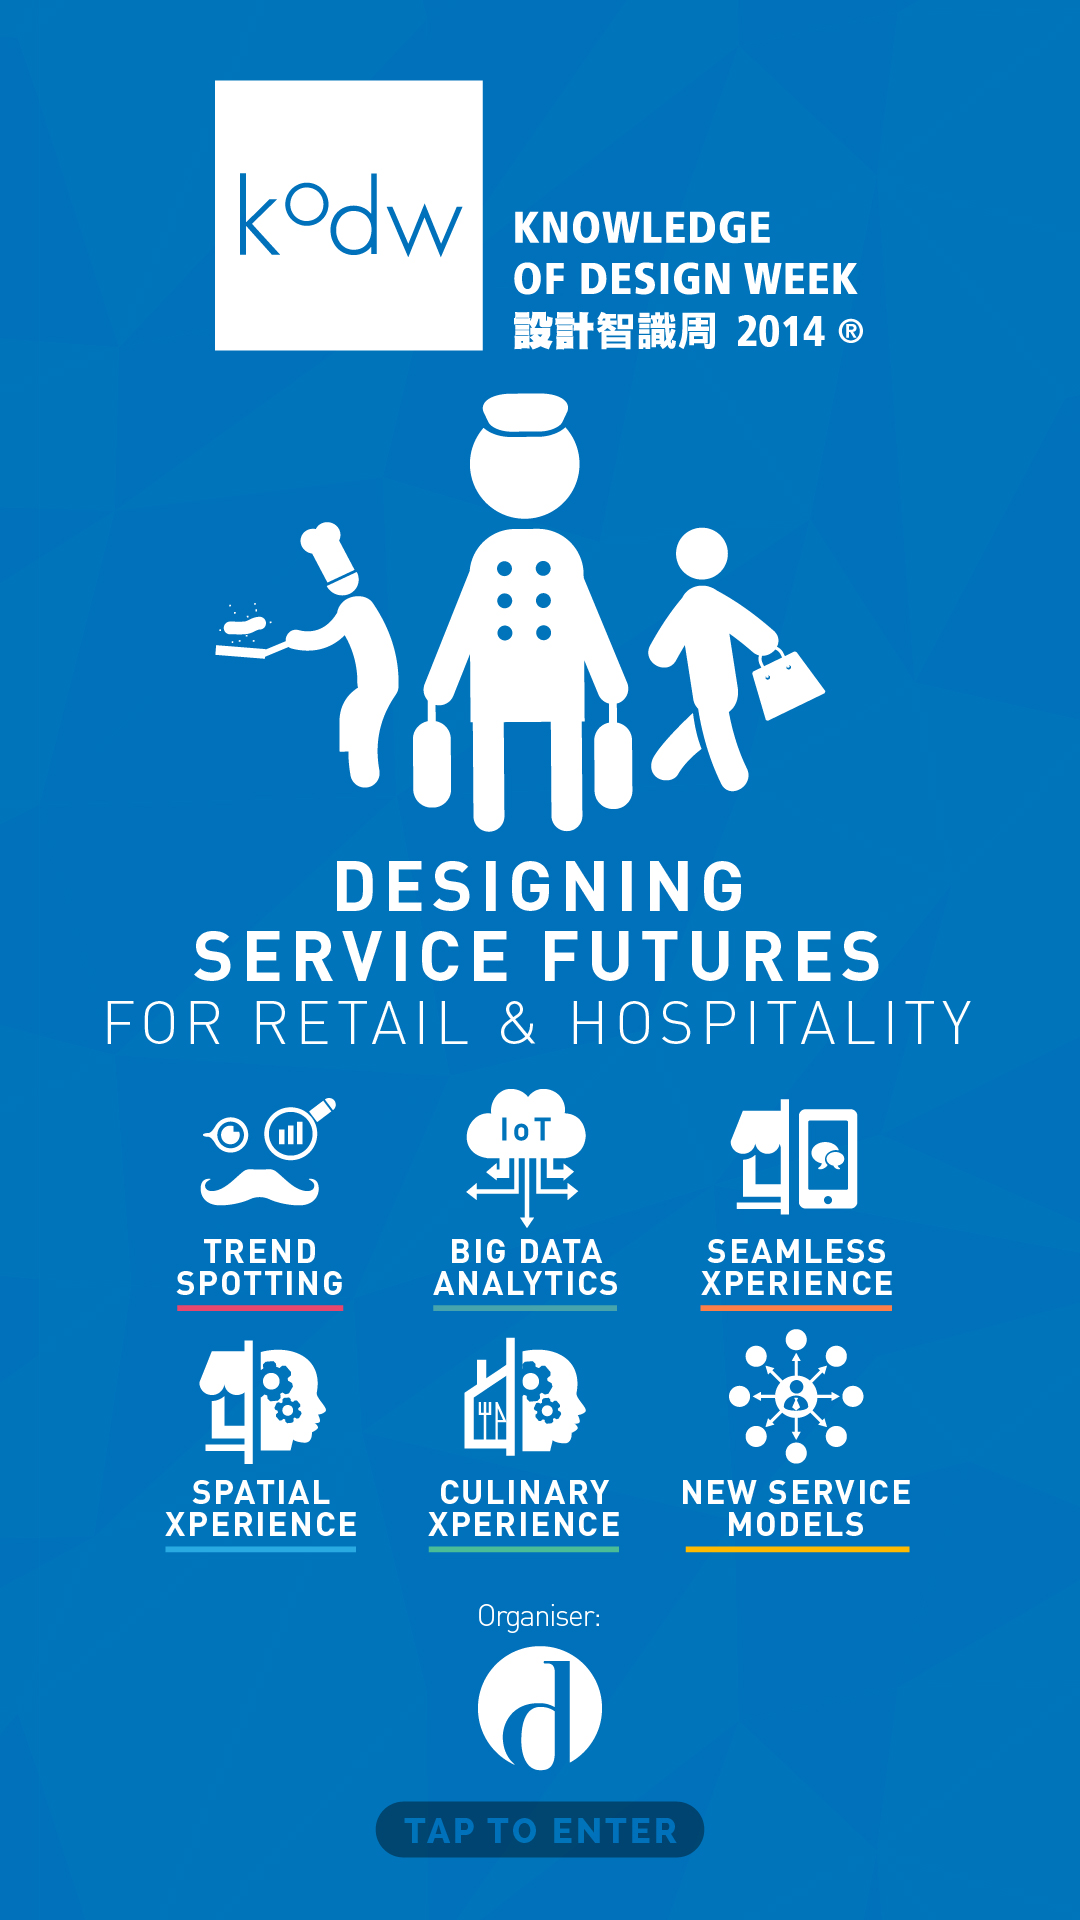 kodw
KNOWLEDGE
OF DESIGN WEEK
設計智識周 2014 ®
DESIGNING
SERVICE FUTURES
FOR RETAIL & HOSPITALITY
IoT
TREND
SPOTTING
BIG DATA
ANALYTICS
SEAMLESS
XPERIENCE
SPATIAL
XPERIENCE
CULINARY
XPERIENCE
NEW SERVICE
MODELS
Organiser:
d
TAP TO ENTER